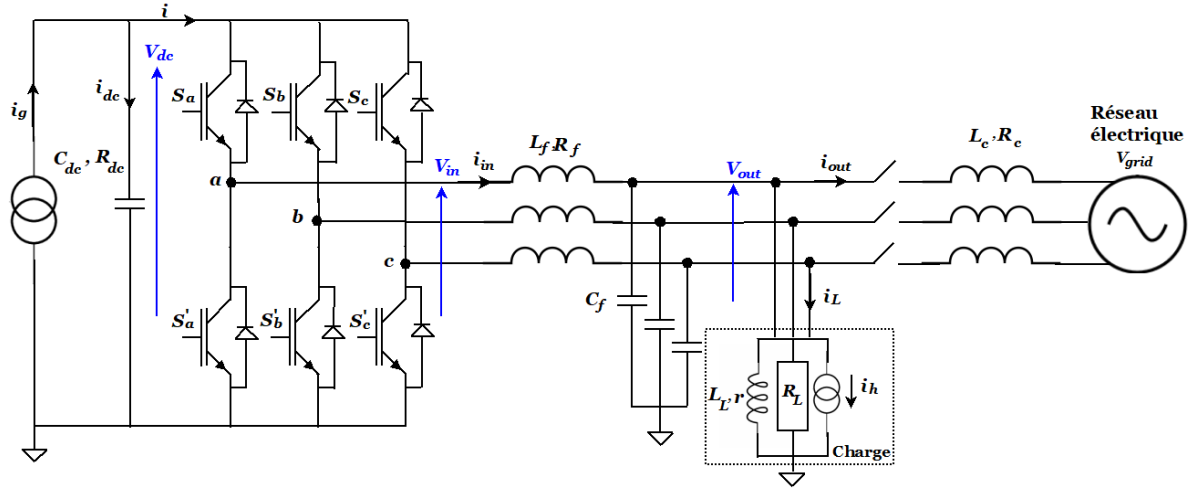 i
V_dc
i_dc
i_g
C_dc , R_dc
S_a
S_b
S_c
a
b
c
S'_a
S'_b
S'_c
V_in
i_in
L_f,R_f
C_f
V_out
i_out
i_L
L_L,r
R_L
i_h
Charge
L_c,R_c
Réseau
électrique
V_grid